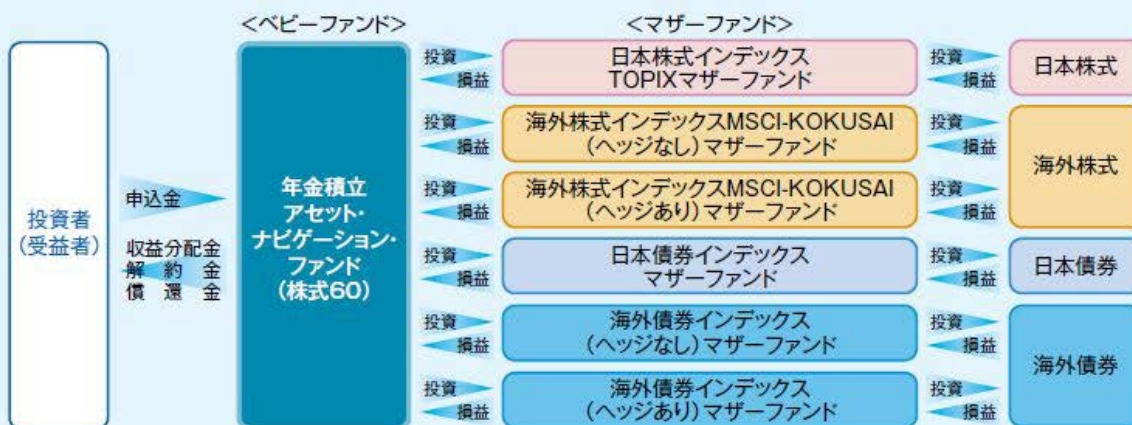 <ベビーファンド>
<マザーファンド>
投資者
(受益者)
申込金
収益分配金
解約金
償還金
年金積立
アセット・
ナビゲーション・
ファンド
(株式60)
投資
損益
日本株式インデックス
TOPIXマザーファンド
投資
損益
日本株式
投資
損益
海外株式インデックスMSCI-KOKUSAI
(ヘッジなし)マザーファンド
投資
損益
海外株式
投資
損益
海外株式インデックスMSCI-KOKUSAI
(ヘッジあり)マザーファンド
投資
損益
投資
損益
日本債券インデックス
マザーファンド
投資
損益
日本債券
投資
損益
海外債券インデックス
(ヘッジなし)マザーファンド
投資
損益
海外債券
投資
損益
海外債券インデックス
(ヘッジあり)マザーファンド
投資
損益